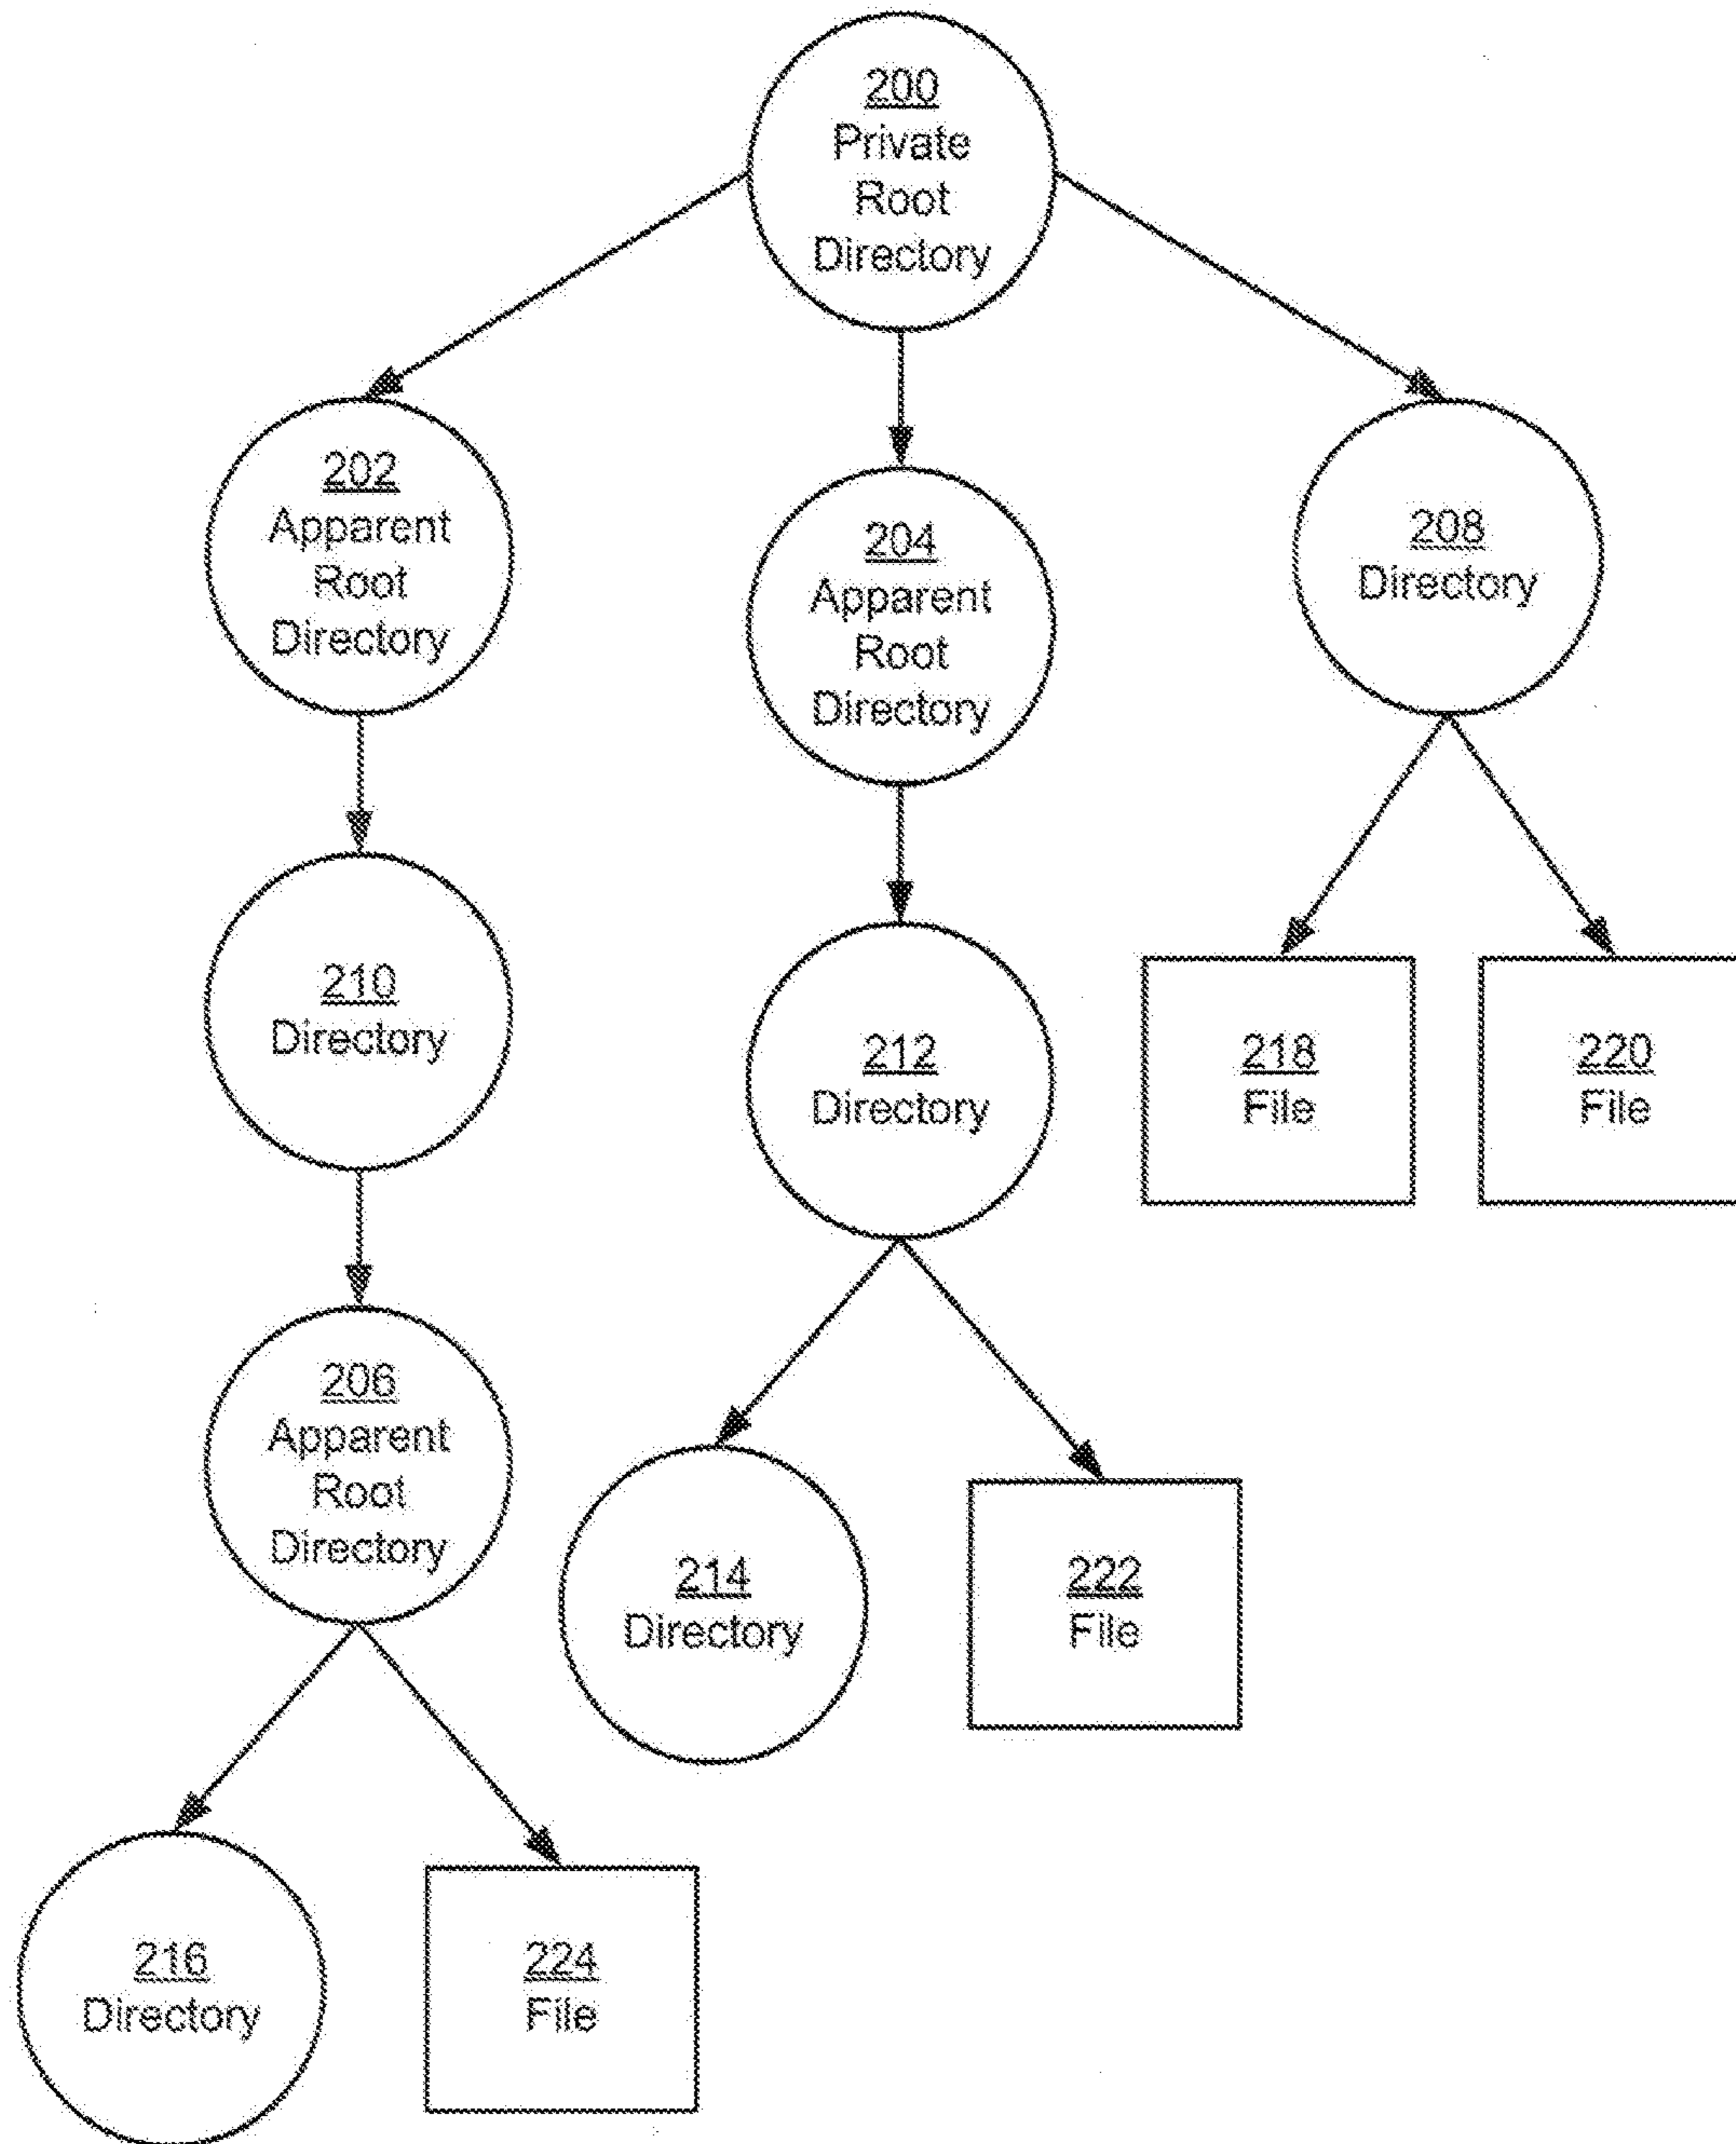 200
Private
Root
Directory
202
Apparent
Root
Directory
204
Apparent
Root
Directory
208
Directory
210
Directory
212
Directory
218
File
220
File
206
Apparent
Root
Directory
214
Directory
222
File
216
Directory
224
File